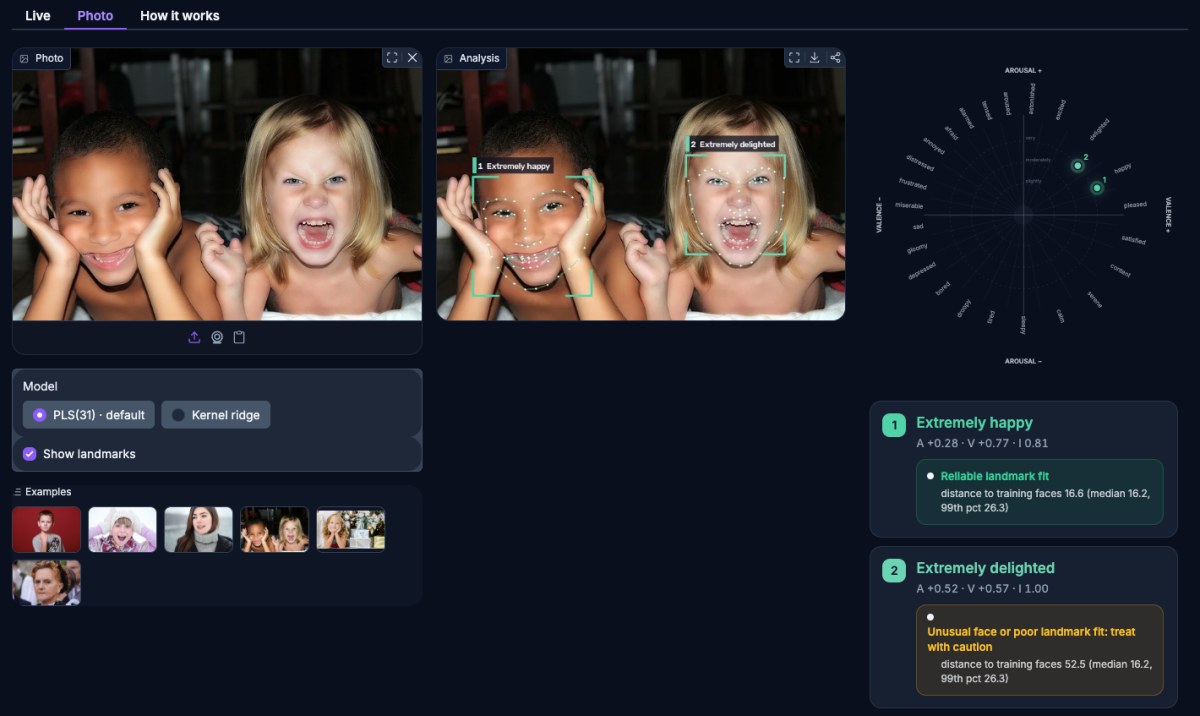 Live Photo How it works
Photo
Analysis
1 Extremely happy
2 Extremely delighted
Model
PLS(31) · default
Kernel ridge
Show landmarks
Examples
AROUSAL +
astonished
excited
delighted
happy
pleased
satisfied
content
serene
calm
sleepy
tired
droopy
bored
depressed
gloomy
sad
miserable
frustrated
distressed
annoyed
afraid
alarmed
tensed
aroused
very
moderately
slightly
2
1
VALENCE –
VALENCE +
AROUSAL –
1
Extremely happy
A +0.28 · V +0.77 · I 0.81
Reliable landmark fit
distance to training faces 16.6 (median 16.2,
99th pct 26.3)
2
Extremely delighted
A +0.52 · V +0.57 · I 1.00
Unusual face or poor landmark fit: treat
with caution
distance to training faces 52.5 (median 16.2,
99th pct 26.3)